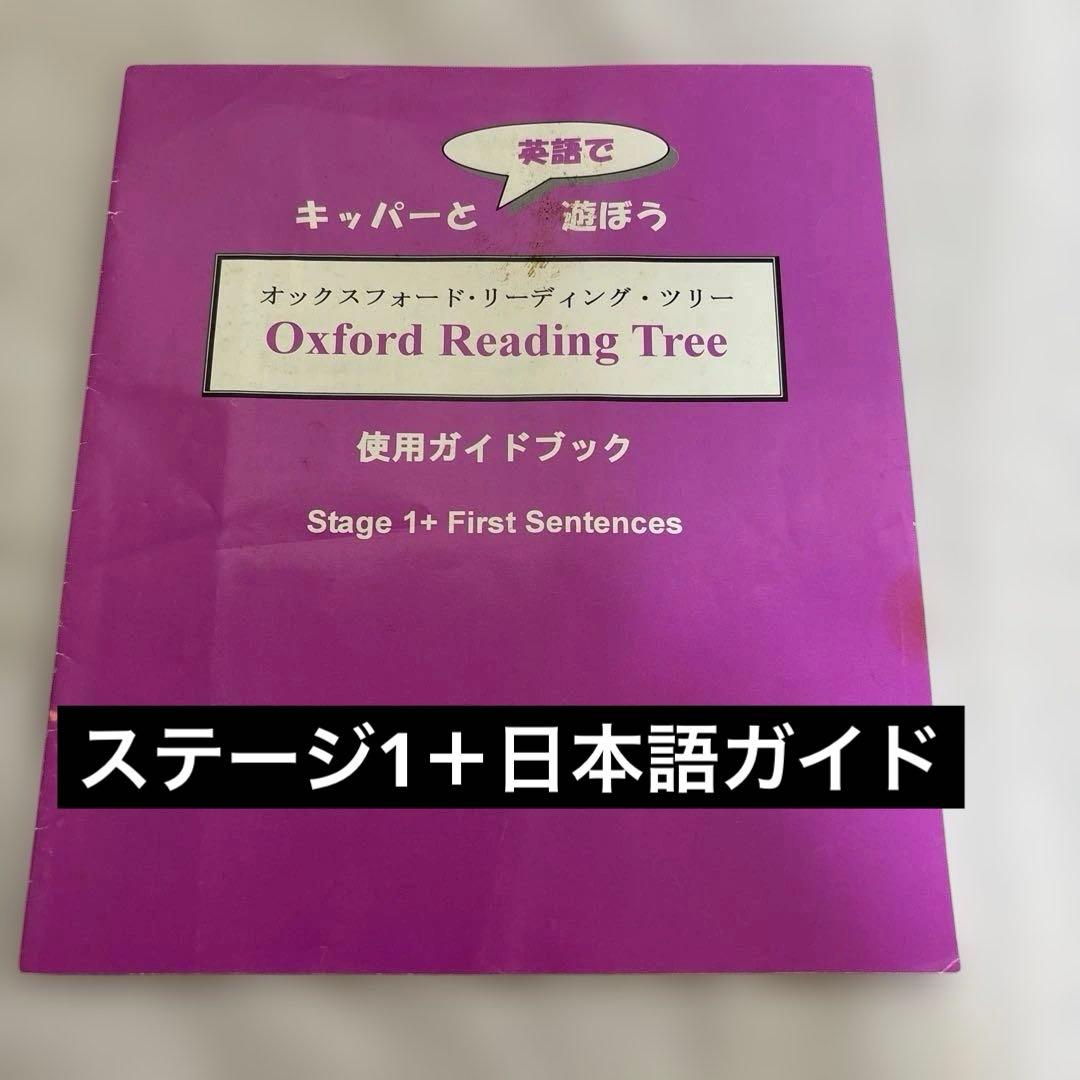 英語で
キッパーと 遊ぼう
オックスフォード・リーディング・ツリー
Oxford Reading Tree
使用ガイドブック
Stage 1+ First Sentences
ステージ1＋日本語ガイド